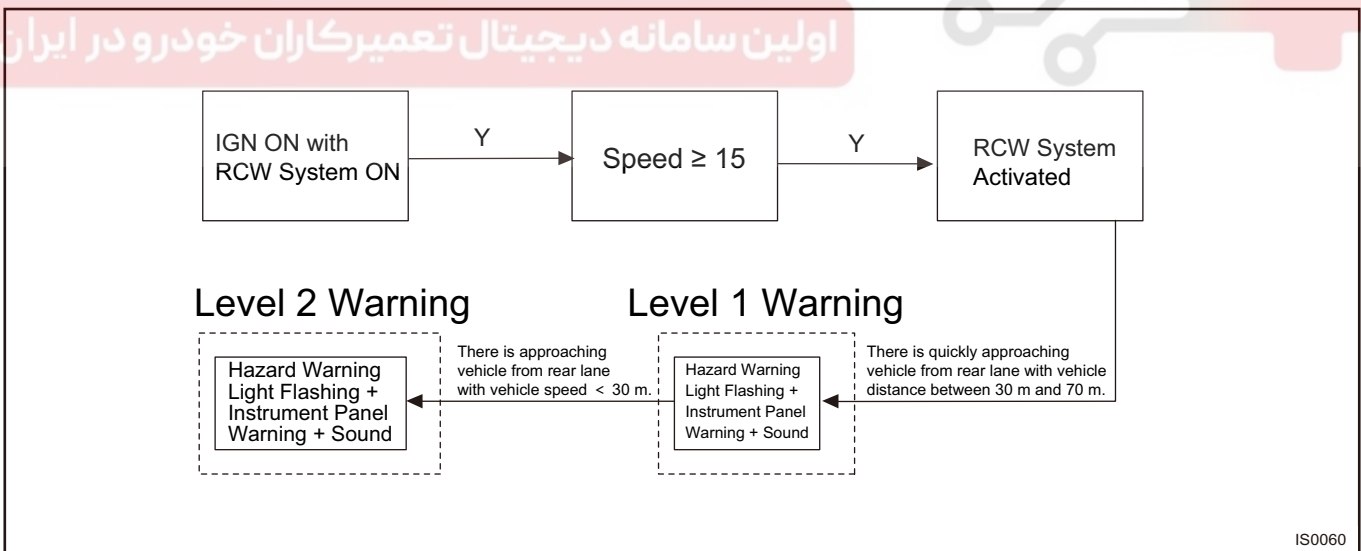 اولین سامانه دیجیتال تعمیرکاران خودرو در ایران
IGN ON with
RCW System ON
Y
Speed ≥ 15
Y
RCW System
Activated
Level 2 Warning
Level 1 Warning
Hazard Warning
Light Flashing +
Instrument Panel
Warning + Sound
There is approaching
vehicle from rear lane
with vehicle speed < 30 m.
Hazard Warning
Light Flashing +
Instrument Panel
Warning + Sound
There is quickly approaching
vehicle from rear lane with vehicle
distance between 30 m and 70 m.
IS0060